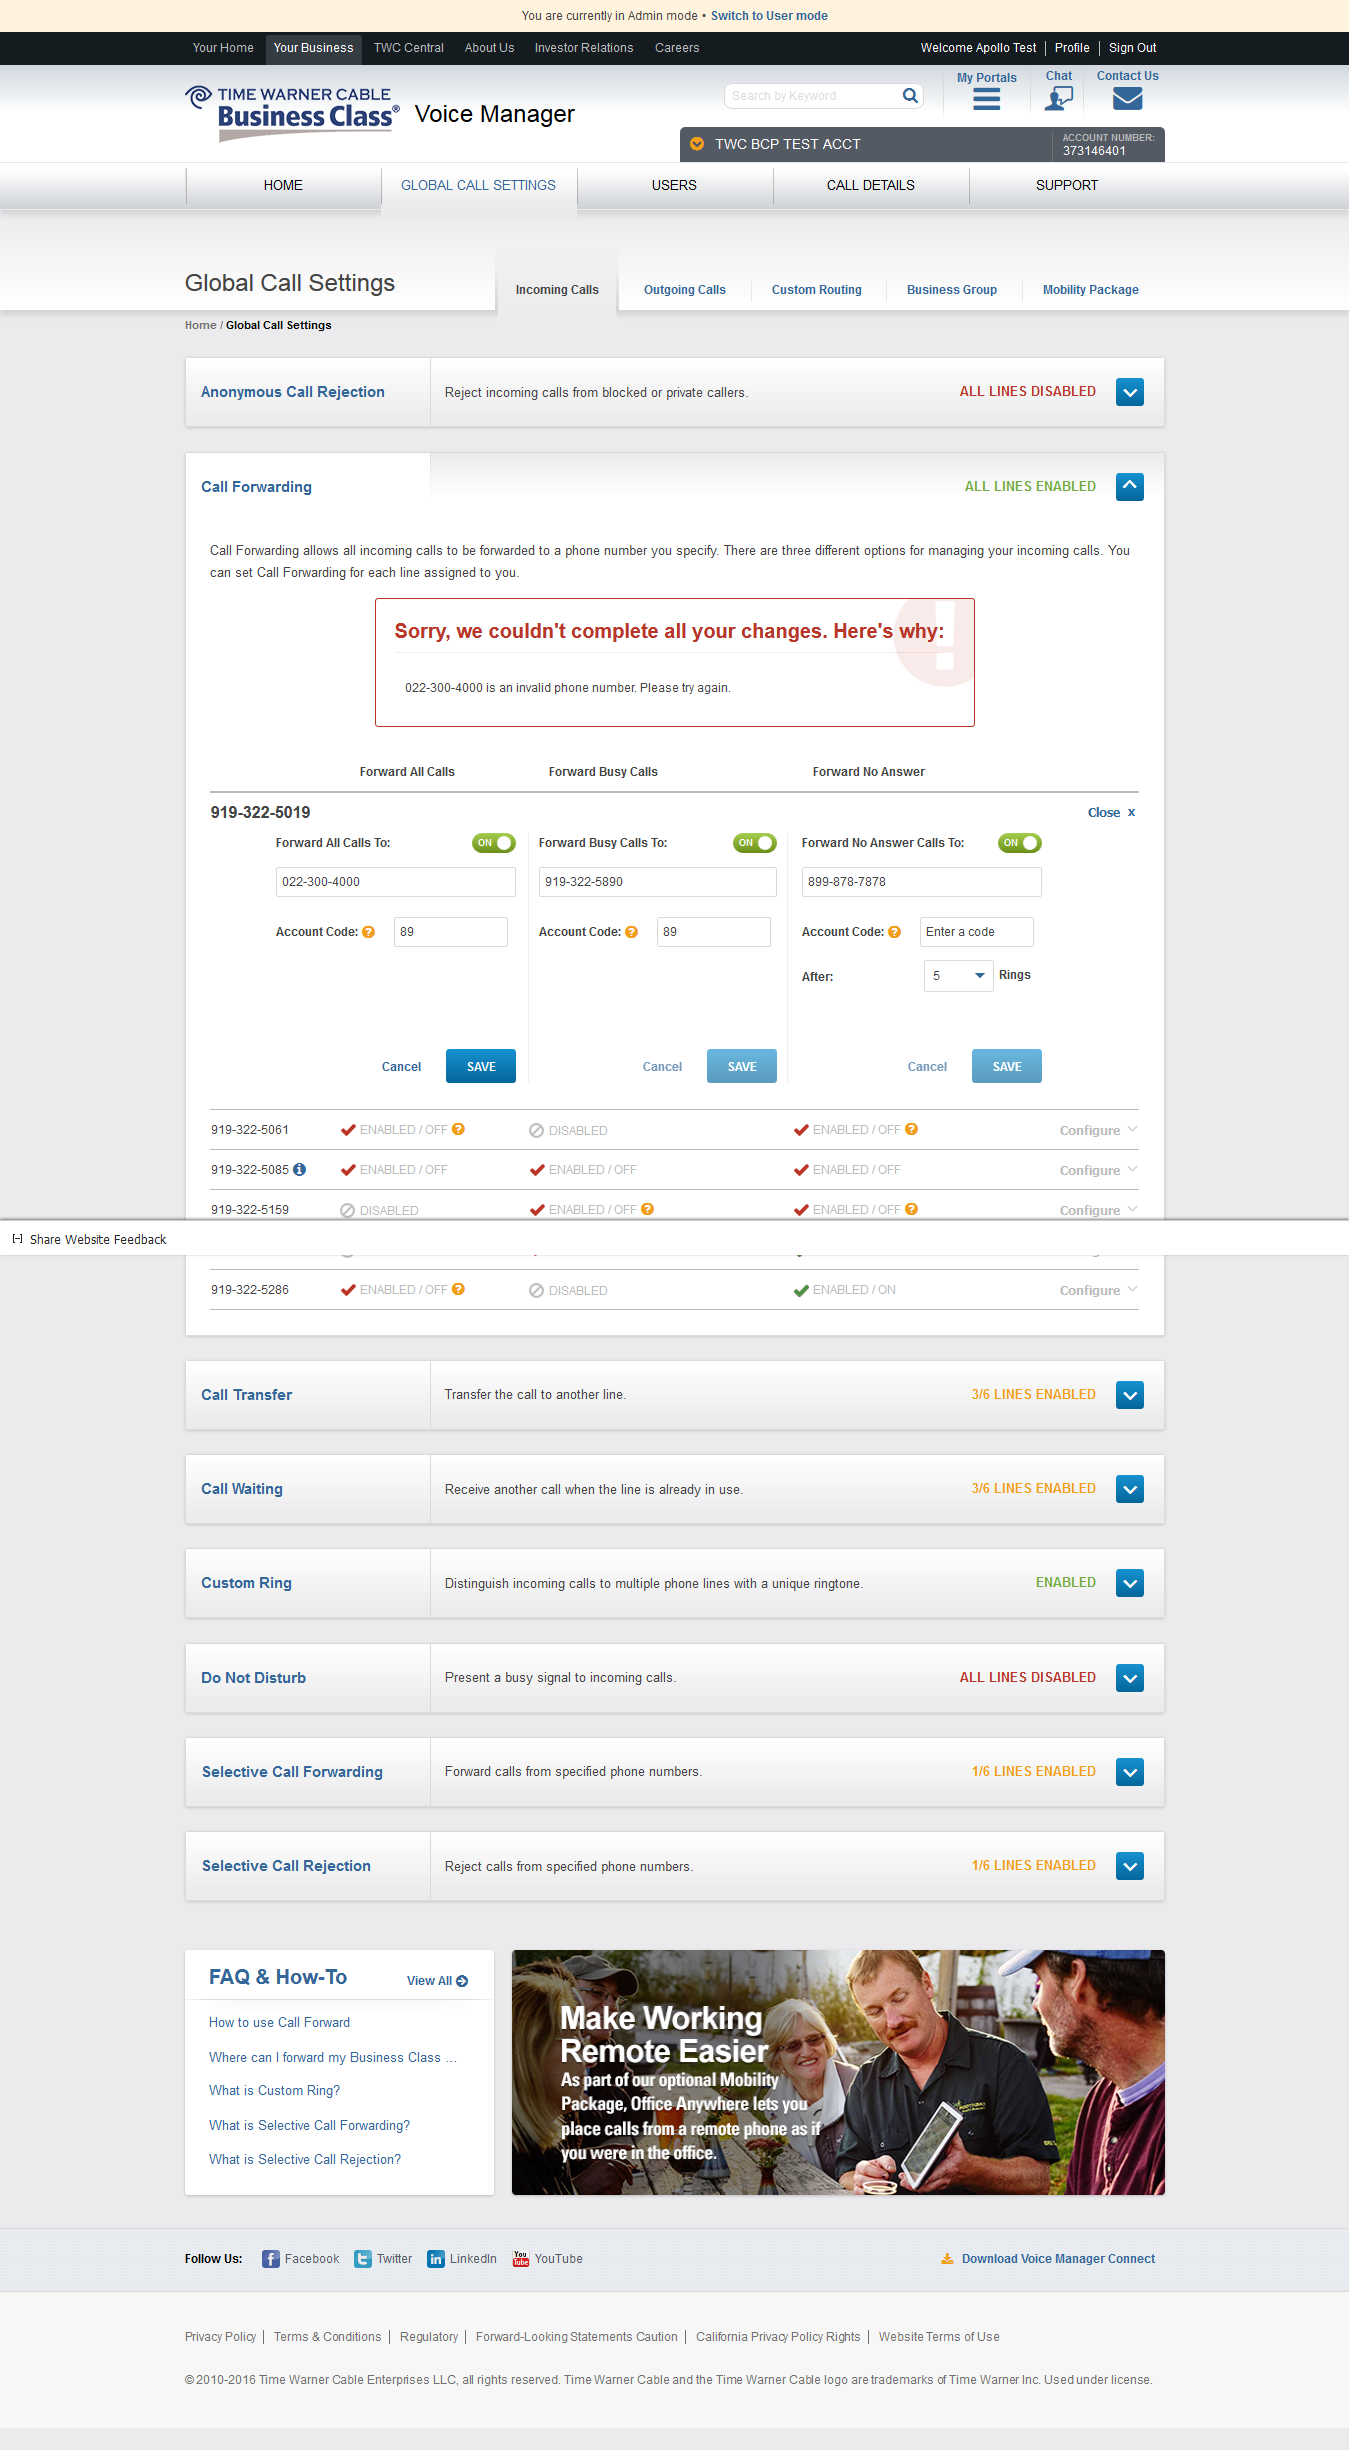 You are currently in Admin mode • Switch to User mode
Your Home Your Business TWC Central About Us Investor Relations Careers Welcome Apollo Test Profile Sign Out
TIME WARNER CABLE
Business Class®
Voice Manager
Search by Keyword
My Portals Chat Contact Us
TWC BCP TEST ACCT
ACCOUNT NUMBER:
373146401
HOME GLOBAL CALL SETTINGS USERS CALL DETAILS SUPPORT
Global Call Settings
Incoming Calls Outgoing Calls Custom Routing Business Group Mobility Package
Home / Global Call Settings
Anonymous Call Rejection Reject incoming calls from blocked or private callers. ALL LINES DISABLED
Call Forwarding ALL LINES ENABLED
Call Forwarding allows all incoming calls to be forwarded to a phone number you specify. There are three different options for managing your incoming calls. You
can set Call Forwarding for each line assigned to you.
Sorry, we couldn't complete all your changes. Here's why:
022-300-4000 is an invalid phone number. Please try again.
Forward All Calls Forward Busy Calls Forward No Answer
919-322-5019 Close x
Forward All Calls To: ON Forward Busy Calls To: ON Forward No Answer Calls To: ON
022-300-4000 919-322-5890 899-878-7878
Account Code: ? 89 Account Code: ? 89 Account Code: ? Enter a code
After: 5 Rings
Cancel SAVE Cancel SAVE Cancel SAVE
919-322-5061 ENABLED / OFF ? DISABLED ENABLED / OFF ? Configure
919-322-5085 ENABLED / OFF ENABLED / OFF ENABLED / OFF Configure
919-322-5159 DISABLED ENABLED / OFF ? ENABLED / OFF ? Configure
[-] Share Website Feedback
919-322-5286 ENABLED / OFF ? DISABLED ENABLED / ON Configure
Call Transfer Transfer the call to another line. 3/6 LINES ENABLED
Call Waiting Receive another call when the line is already in use. 3/6 LINES ENABLED
Custom Ring Distinguish incoming calls to multiple phone lines with a unique ringtone. ENABLED
Do Not Disturb Present a busy signal to incoming calls. ALL LINES DISABLED
Selective Call Forwarding Forward calls from specified phone numbers. 1/6 LINES ENABLED
Selective Call Rejection Reject calls from specified phone numbers. 1/6 LINES ENABLED
FAQ & How-To View All
How to use Call Forward
Where can I forward my Business Class ...
What is Custom Ring?
What is Selective Call Forwarding?
What is Selective Call Rejection?
Make Working
Remote Easier
As part of our optional Mobility
Package, Office Anywhere lets you
place calls from a remote phone as if
you were in the office.
Follow Us: Facebook Twitter LinkedIn YouTube Download Voice Manager Connect
Privacy Policy Terms & Conditions Regulatory Forward-Looking Statements Caution California Privacy Policy Rights Website Terms of Use
© 2010-2016 Time Warner Cable Enterprises LLC, all rights reserved. Time Warner Cable and the Time Warner Cable logo are trademarks of Time Warner Inc. Used under license.